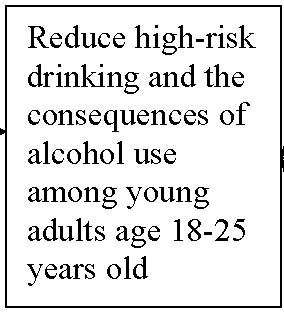 Reduce high-risk
drinking and the
consequences of
alcohol use
among young
adults age 18-25
years old